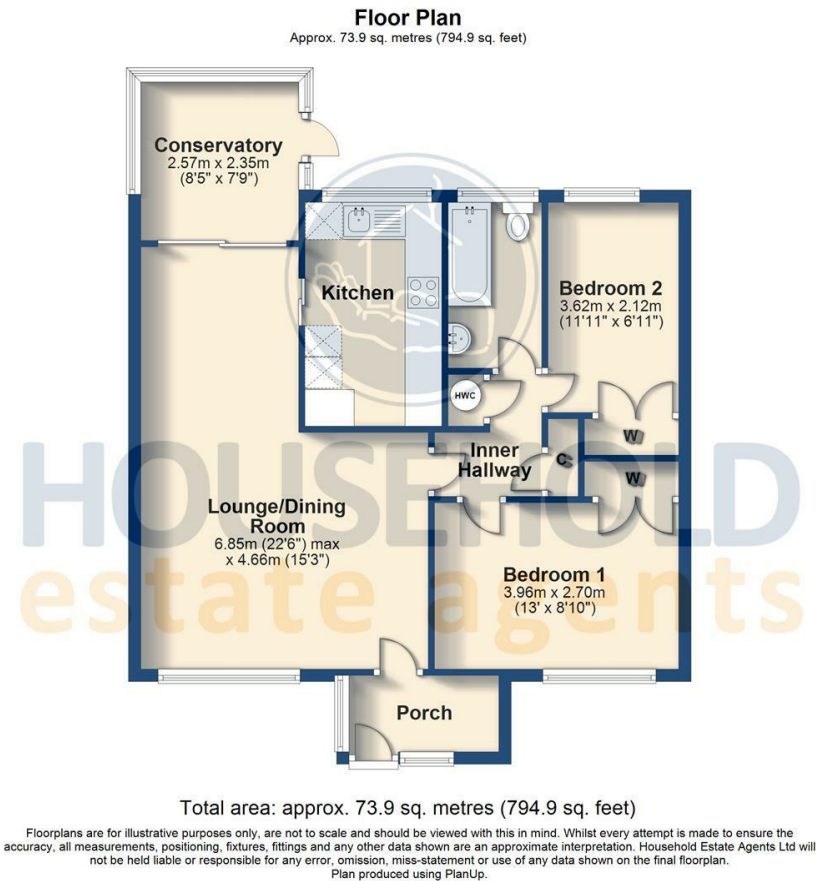 Floor Plan
Approx. 73.9 sq. metres (794.9 sq. feet)
Conservatory
2.57m x 2.35m
(8'5" x 7'9")
Kitchen
Bedroom 2
3.62m x 2.12m
(11'11" x 6'11")
HWC
W
Inner
Hallway
C
W
HOUSEHOLD
estate agents
Lounge/Dining
Room
6.85m (22'6") max
x 4.66m (15'3")
Bedroom 1
3.96m x 2.70m
(13' x 8'10")
Porch
Total area: approx. 73.9 sq. metres (794.9 sq. feet)
Floorplans are for illustrative purposes only, are not to scale and should be viewed with this in mind. Whilst every attempt is made to ensure the
accuracy, all measurements, positioning, fixtures, fittings and any other data shown are an approximate interpretation. Household Estate Agents Ltd will
not be held liable or responsible for any error, omission, miss-statement or use of any data shown on the final floorplan.
Plan produced using PlanUp.